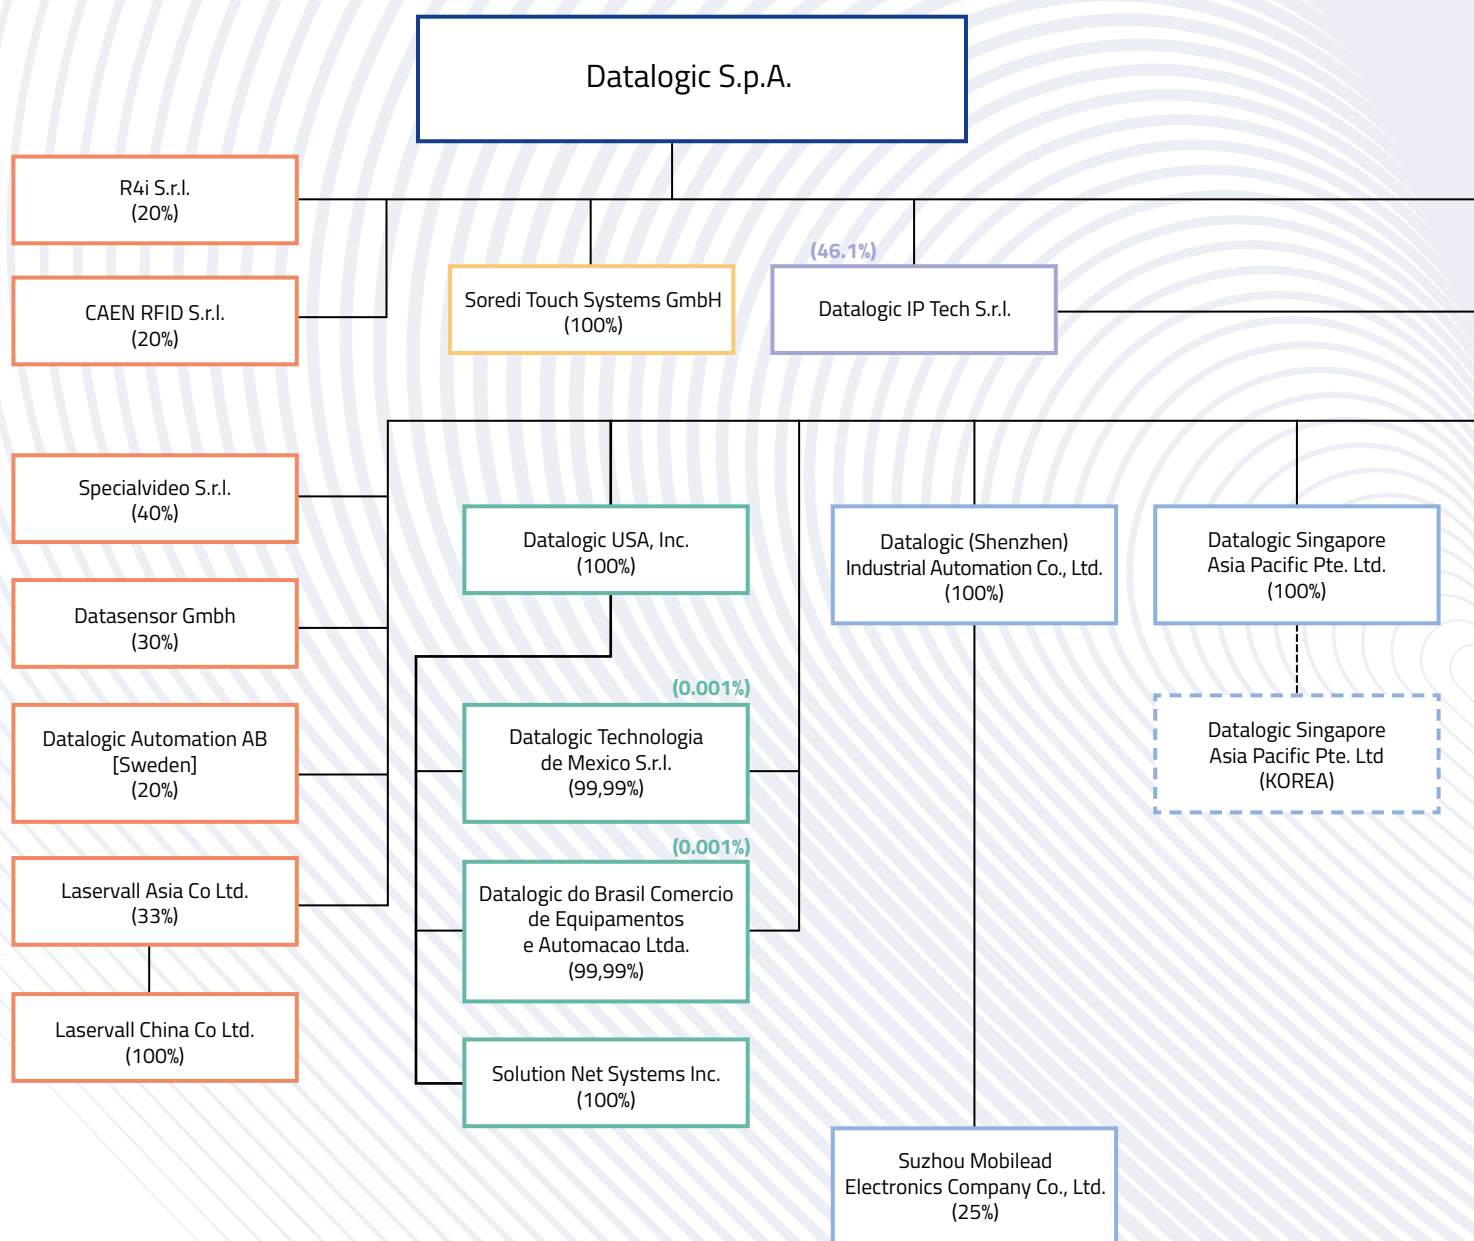 Datalogic S.p.A.
R4i S.r.l.
(20%)
CAEN RFID S.r.l.
(20%)
Soredi Touch Systems GmbH
(100%)
(46.1%)
Datalogic IP Tech S.r.l.
Specialvideo S.r.l.
(40%)
Datasensor Gmbh
(30%)
Datalogic Automation AB
[Sweden]
(20%)
Laservall Asia Co Ltd.
(33%)
Laservall China Co Ltd.
(100%)
Datalogic USA, Inc.
(100%)
(0.001%)
Datalogic Technologia
de Mexico S.r.l.
(99,99%)
(0.001%)
Datalogic do Brasil Comercio
de Equipamentos
e Automacao Ltda.
(99,99%)
Solution Net Systems Inc.
(100%)
Datalogic (Shenzhen)
Industrial Automation Co., Ltd.
(100%)
Suzhou Mobilead
Electronics Company Co., Ltd.
(25%)
Datalogic Singapore
Asia Pacific Pte. Ltd.
(100%)
Datalogic Singapore
Asia Pacific Pte. Ltd
(KOREA)